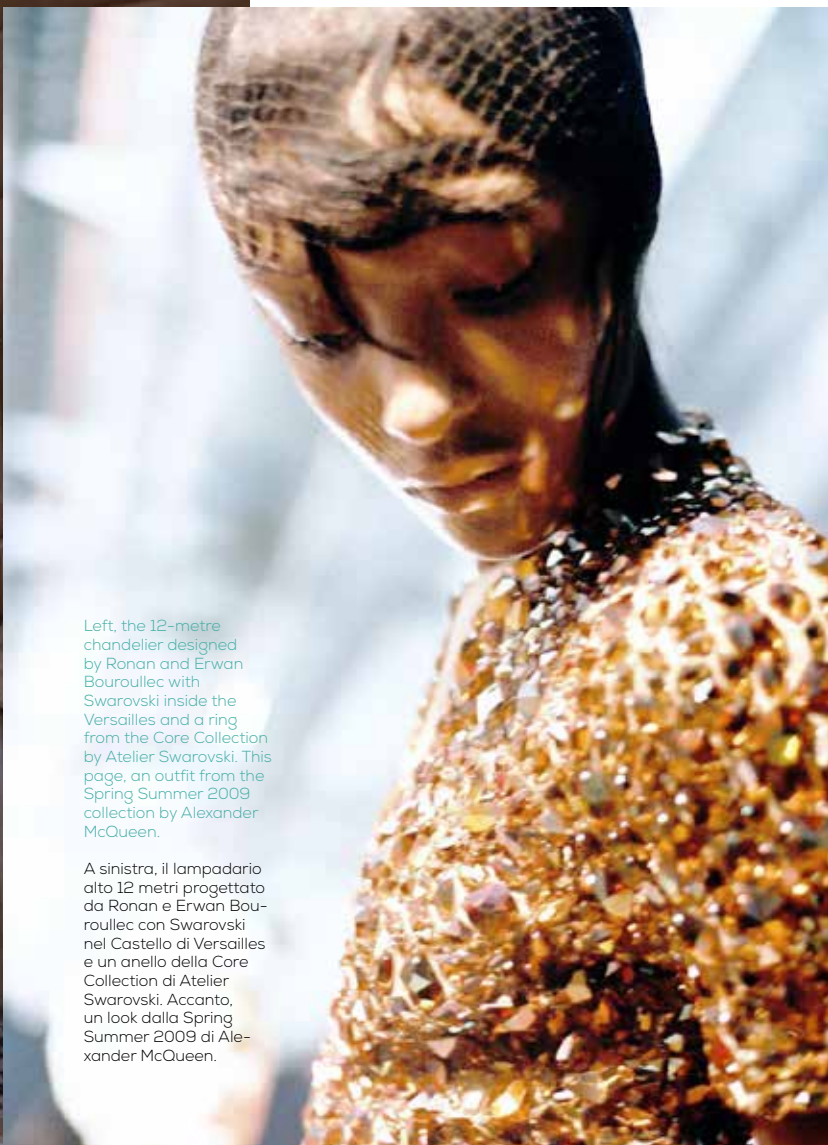 Left, the 12-metre
chandelier designed
by Ronan and Erwan
Bouroullec with
Swarovski inside the
Versailles and a ring
from the Core Collection
by Atelier Swarovski. This
page, an outfit from the
Spring Summer 2009
collection by Alexander
McQueen.
A sinistra, il lampadario
alto 12 metri progettato
da Ronan e Erwan Bou-
roullec con Swarovski
nel Castello di Versailles
e un anello della Core
Collection di Atelier
Swarovski. Accanto,
un look dalla Spring
Summer 2009 di Ale-
xander McQueen.